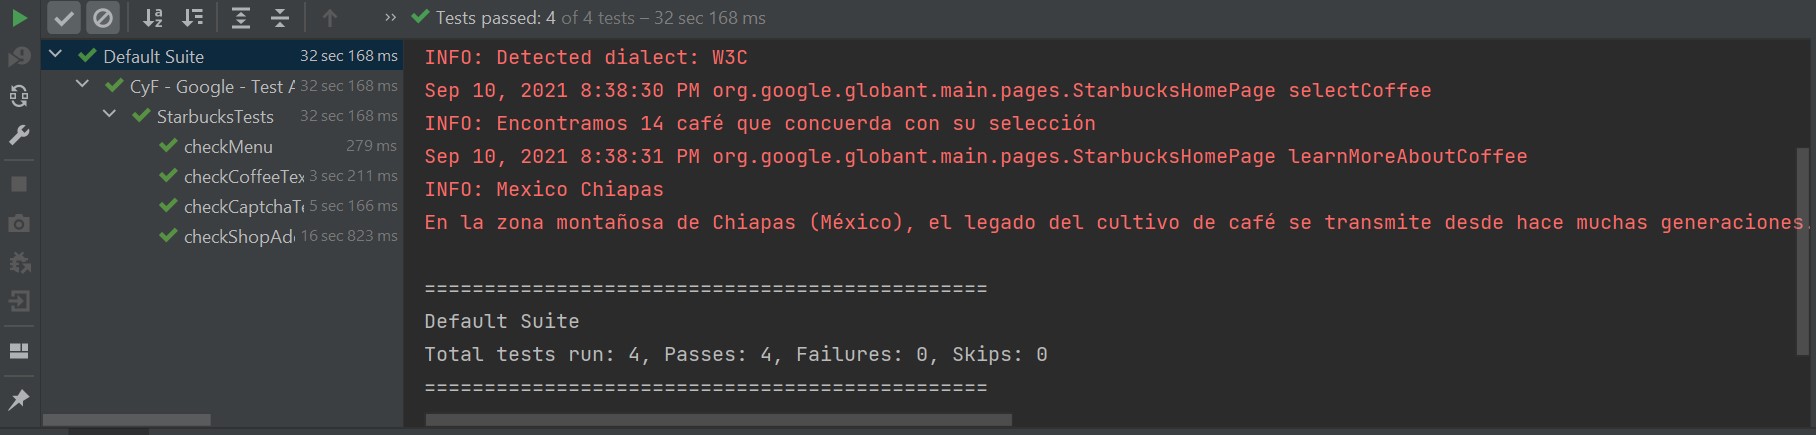 Tests passed: 4 of 4 tests – 32 sec 168 ms
Default Suite 32 sec 168 ms
CyF - Google - Test 32 sec 168 ms
StarbucksTests 32 sec 168 ms
checkMenu 279 ms
checkCoffeeTex 3 sec 211 ms
checkCaptchaTe 5 sec 166 ms
checkShopAdd 16 sec 823 ms
INFO: Detected dialect: W3C
Sep 10, 2021 8:38:30 PM org.google.globant.main.pages.StarbucksHomePage selectCoffee
INFO: Encontramos 14 café que concuerda con su selección
Sep 10, 2021 8:38:31 PM org.google.globant.main.pages.StarbucksHomePage learnMoreAboutCoffee
INFO: Mexico Chiapas
En la zona montañosa de Chiapas (México), el legado del cultivo de café se transmite desde hace muchas generaciones.
===============================================
Default Suite
Total tests run: 4, Passes: 4, Failures: 0, Skips: 0
===============================================